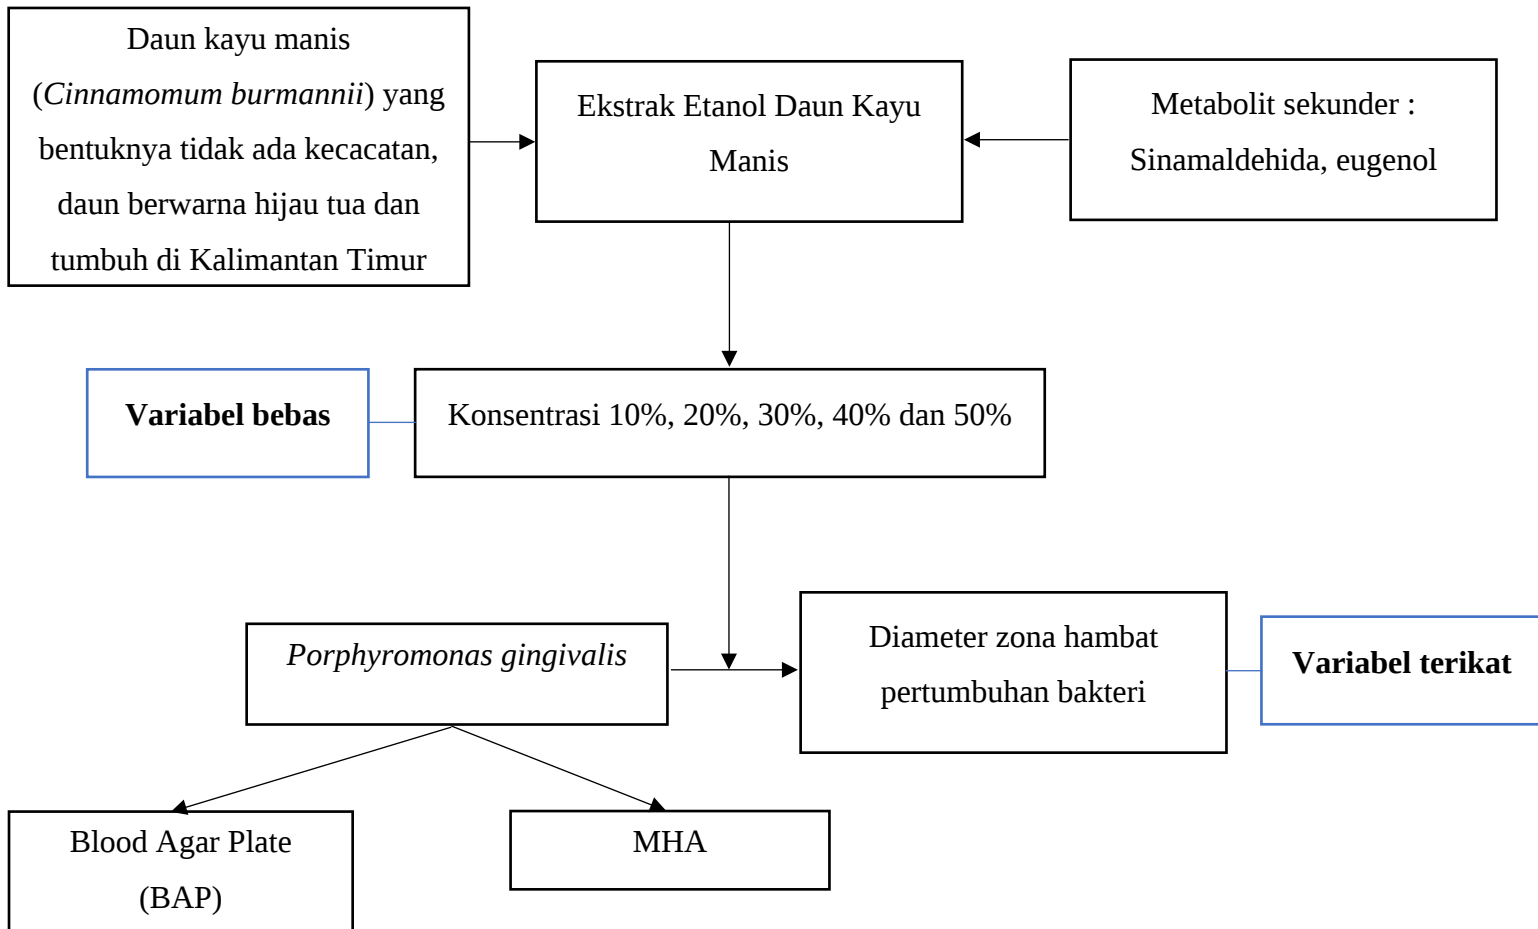 Daun kayu manis
(Cinnamomum burmannii) yang
bentuknya tidak ada kecacatan,
daun berwarna hijau tua dan
tumbuh di Kalimantan Timur
Ekstrak Etanol Daun Kayu
Manis
Metabolit sekunder :
Sinamaldehida, eugenol
Variabel bebas
Konsentrasi 10%, 20%, 30%, 40% dan 50%
Porphyromonas gingivalis
Diameter zona hambat
pertumbuhan bakteri
Variabel terikat
Blood Agar Plate
(BAP)
MHA